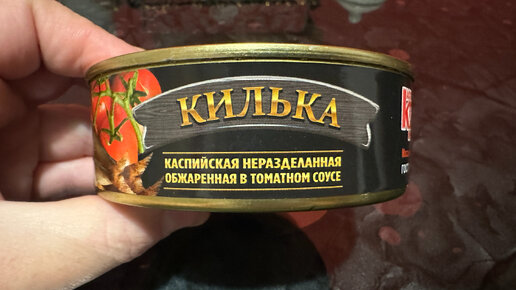 КИЛЬКА
КАСПИЙСКАЯ НЕРАЗДЕЛАННАЯ
ОБЖАРЕННАЯ В ТОМАТНОМ СОУСЕ